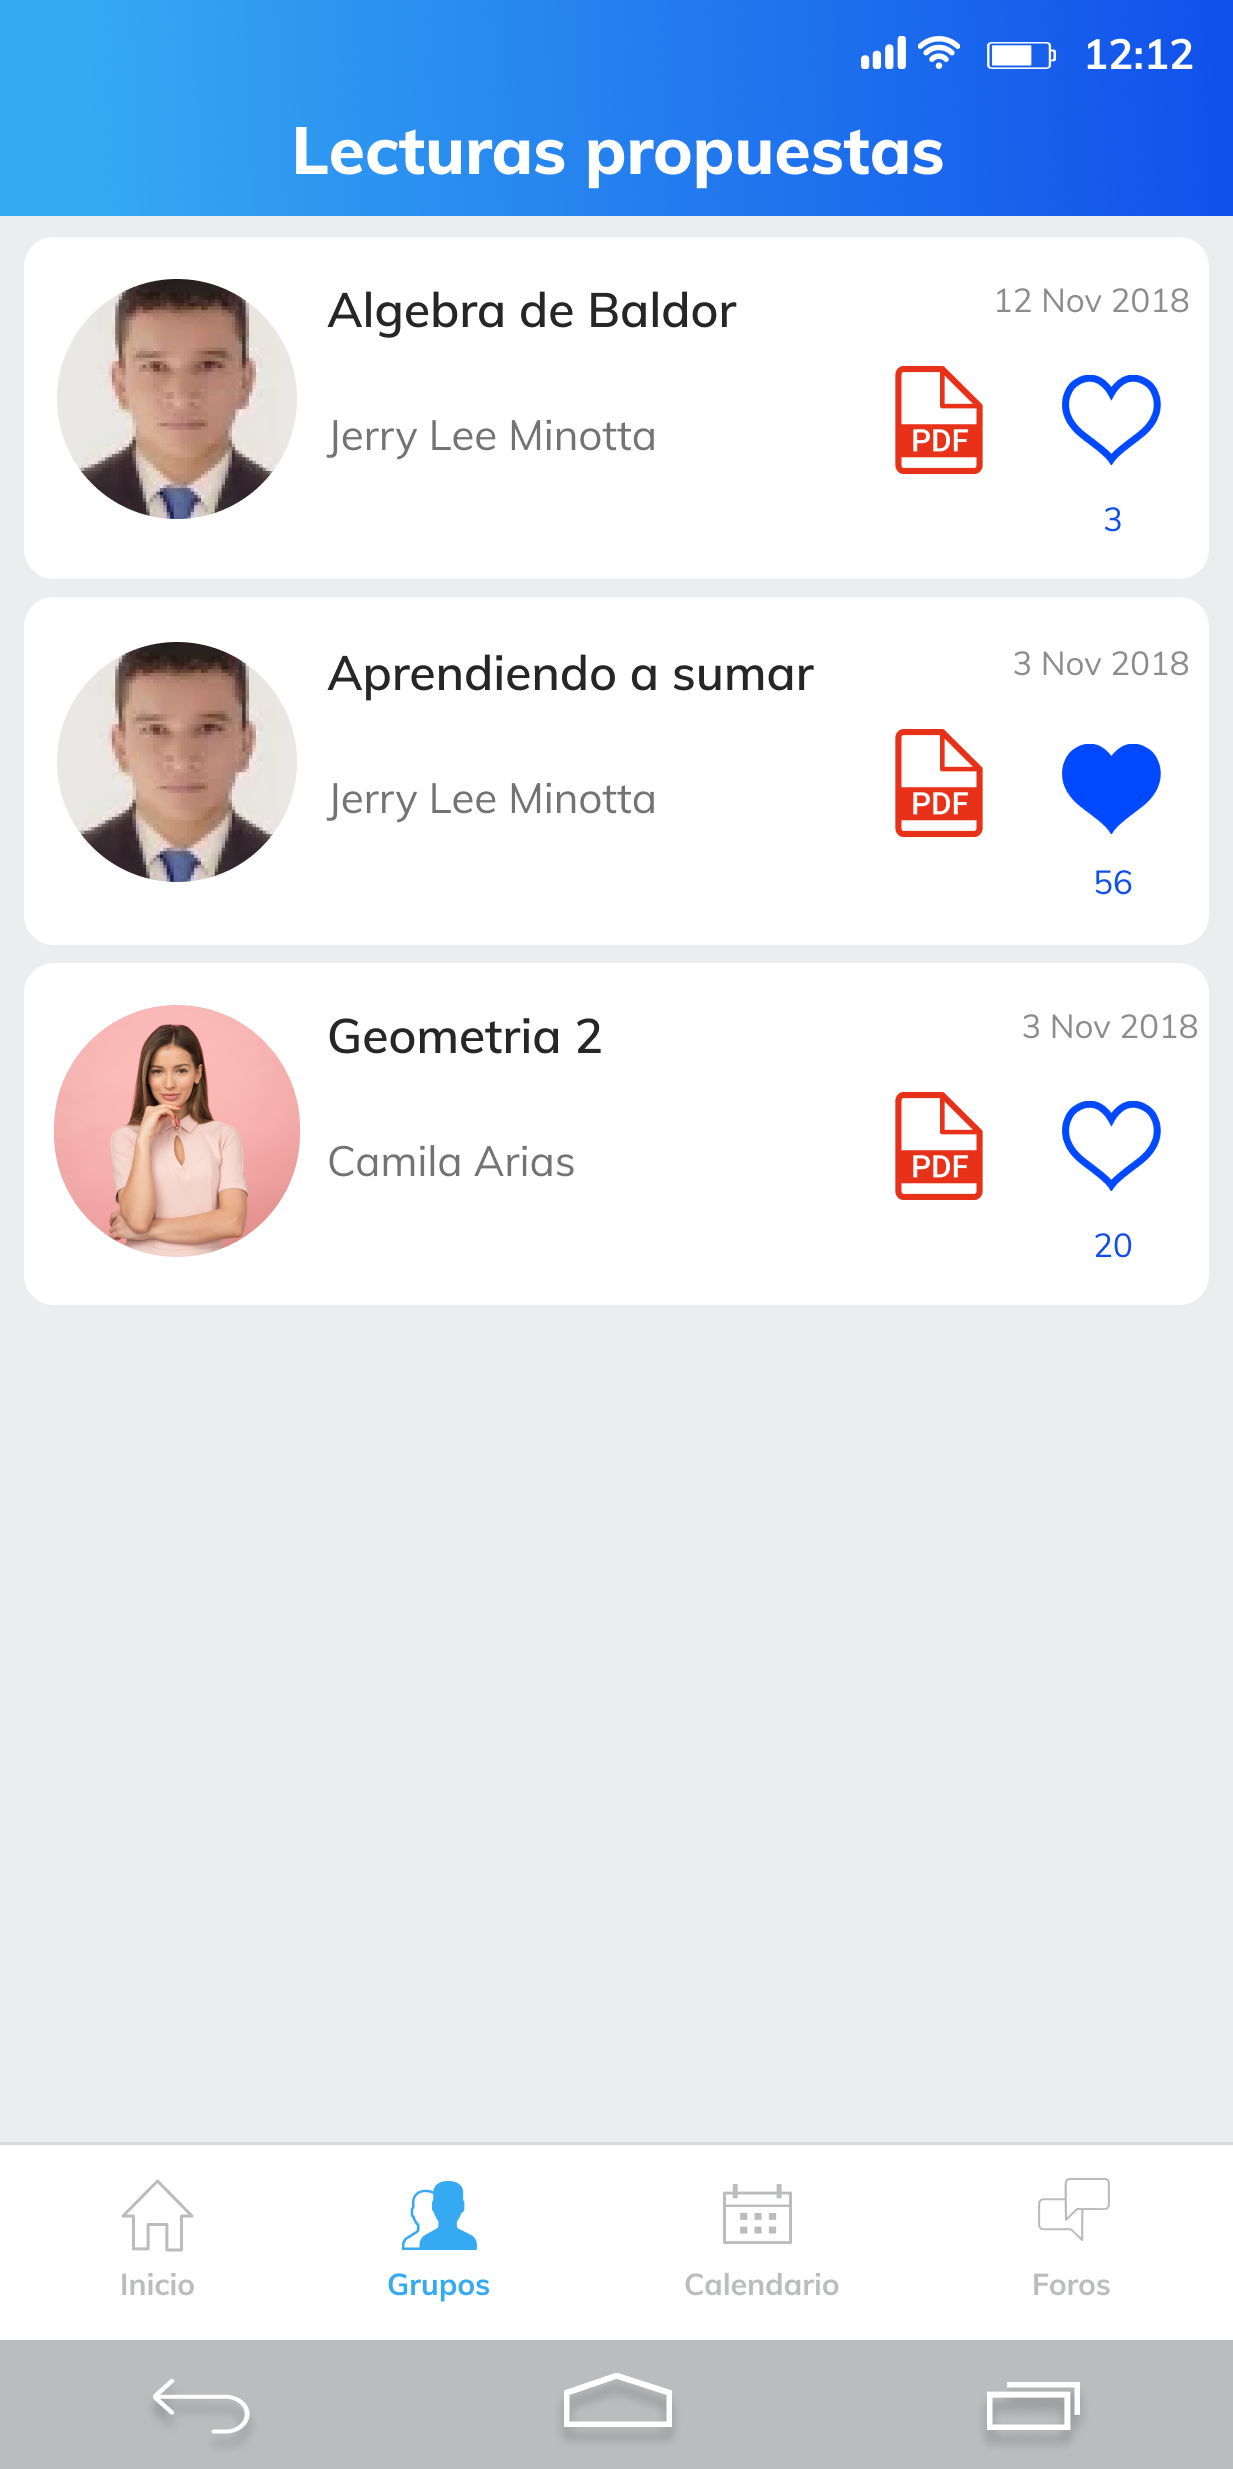 12:12
Lecturas propuestas
Algebra de Baldor
12 Nov 2018
Jerry Lee Minotta
PDF
3
Aprendiendo a sumar
3 Nov 2018
Jerry Lee Minotta
PDF
56
Geometria 2
3 Nov 2018
Camila Arias
PDF
20
Inicio
Grupos
Calendario
Foros